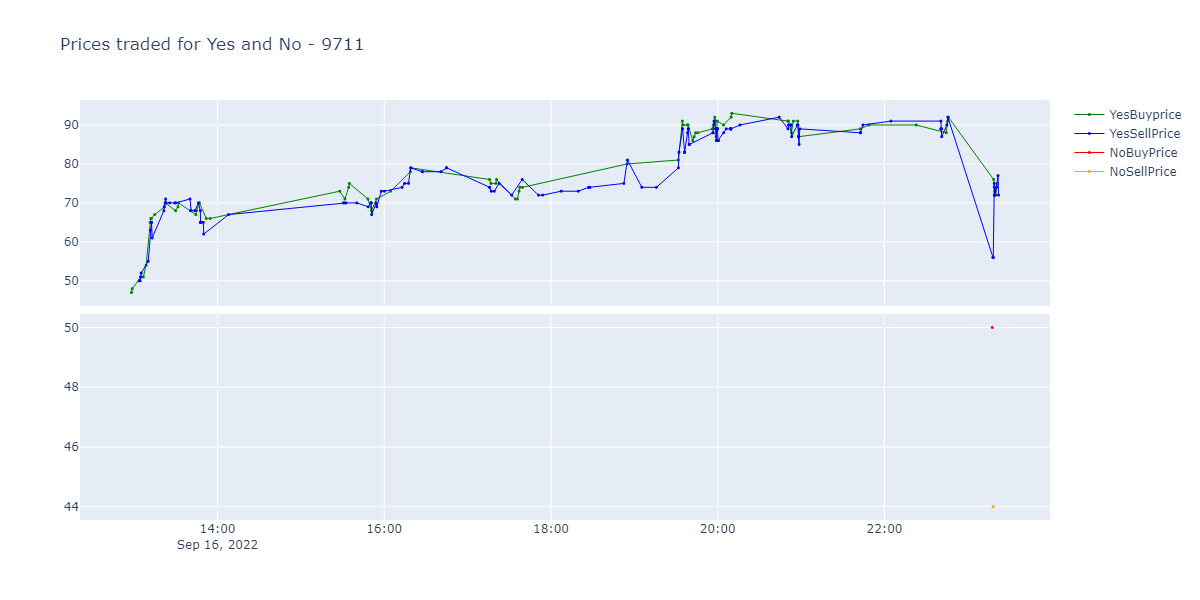 Prices traded for Yes and No - 9711
YesBuyprice
YesSellPrice
NoBuyPrice
NoSellPrice
90
80
70
60
50
50
48
46
44
14:00
16:00
18:00
20:00
22:00
Sep 16, 2022